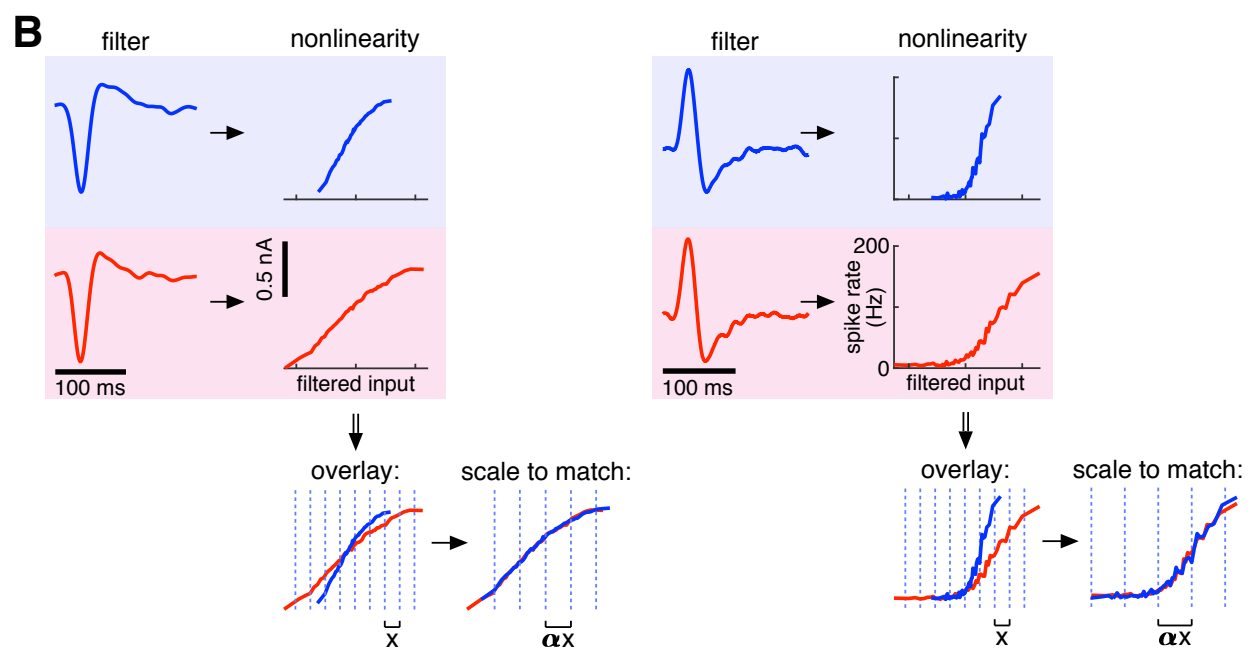 B
filter
nonlinearity
filter
nonlinearity
0.5 nA
100 ms
filtered input
200
spike rate
(Hz)
0
100 ms
filtered input
overlay:
scale to match:
x
αx
overlay:
scale to match:
x
αx